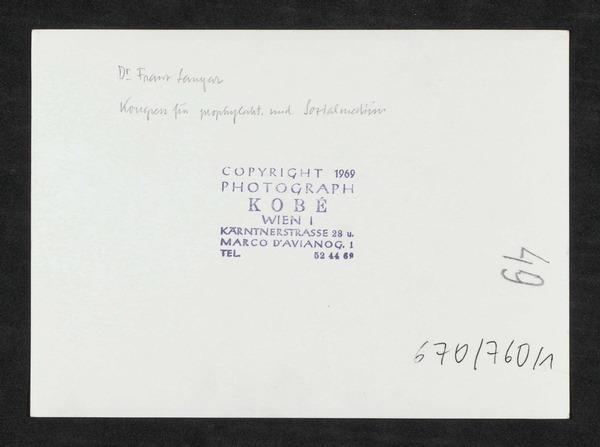 Dr Franz
Kongress für prophylakt. und Sozialmedizin
COPYRIGHT 1969
PHOTOGRAPH
KOBÉ
WIEN I
KÄRNTNERSTRASSE 28 u.
MARCO D'AVIANOG. 1
TEL. 52 44 69
49
670/760/1